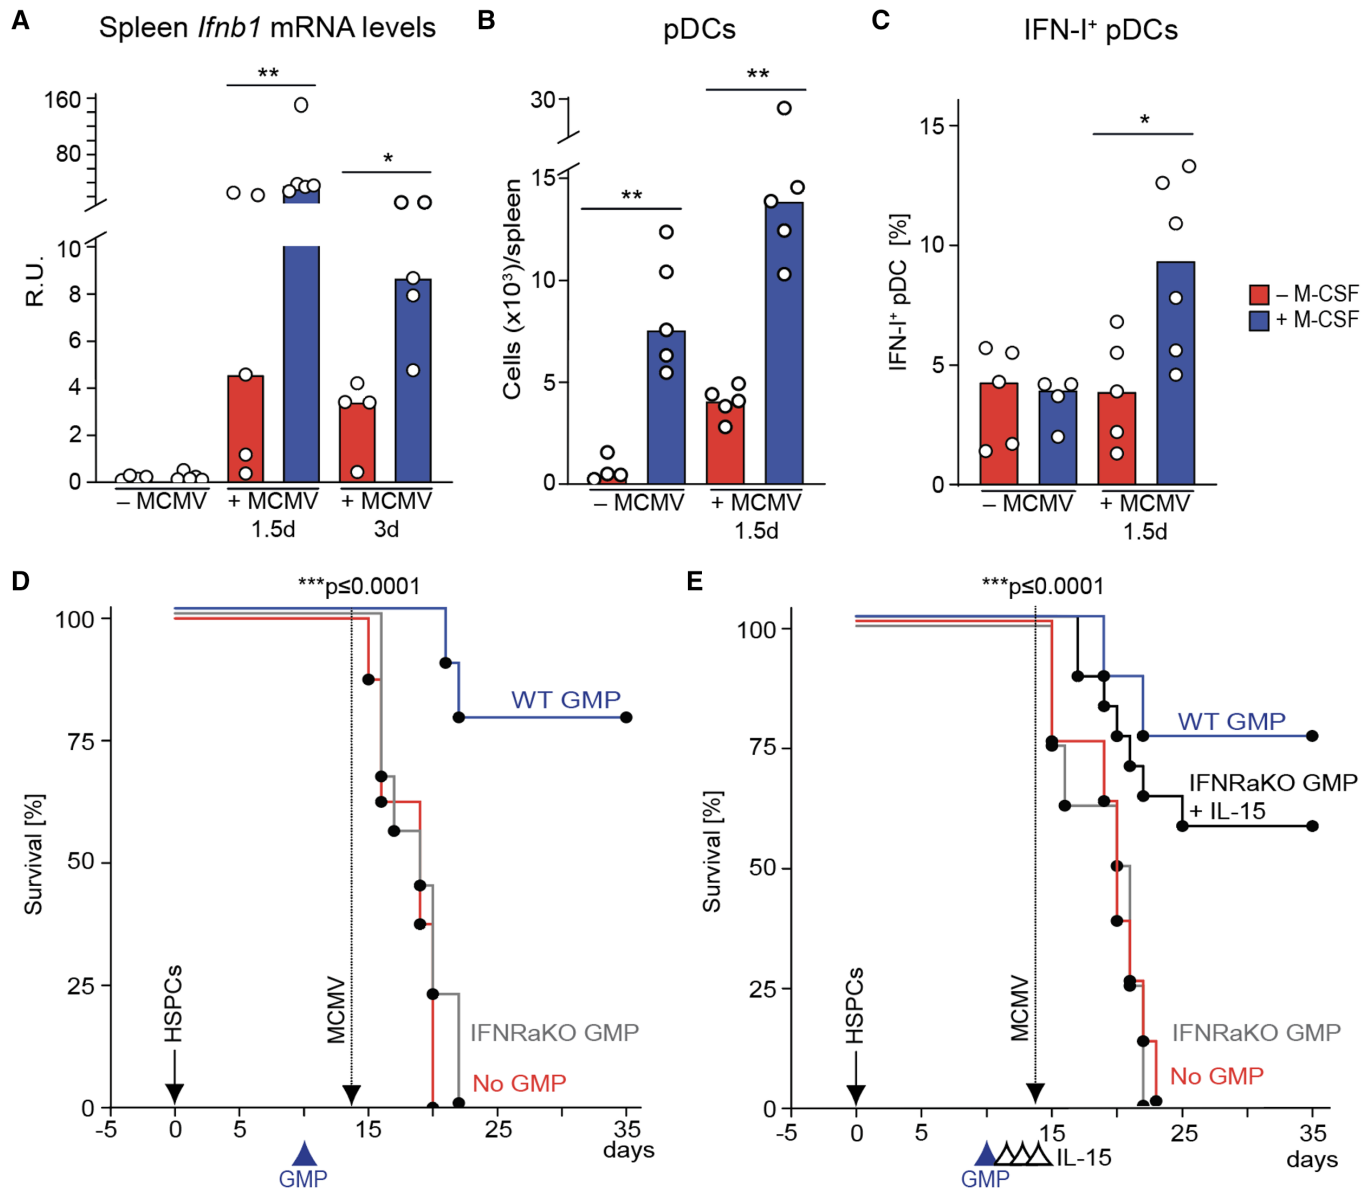 A
Spleen Ifnb1 mRNA levels
R.U.
160
80
10
8
6
4
2
0
**
*
– MCMV
+ MCMV
+ MCMV
1.5d
3d
B
pDCs
Cells (x10³)/spleen
30
15
10
5
0
**
**
– MCMV
+ MCMV
1.5d
C
IFN-I⁺ pDCs
IFN-I⁺ pDC [%]
15
10
5
0
*
– MCMV
+ MCMV
1.5d
– M-CSF
+ M-CSF
D
***p≤0.0001
Survival [%]
100
75
50
25
0
WT GMP
IFNRaKO GMP
No GMP
HSPCs
MCMV
-5
0
5
15
25
35
days
GMP
E
***p≤0.0001
Survival [%]
100
75
50
25
0
WT GMP
IFNRaKO GMP
+ IL-15
IFNRaKO GMP
No GMP
HSPCs
MCMV
-5
0
5
15
25
35
days
GMP
IL-15